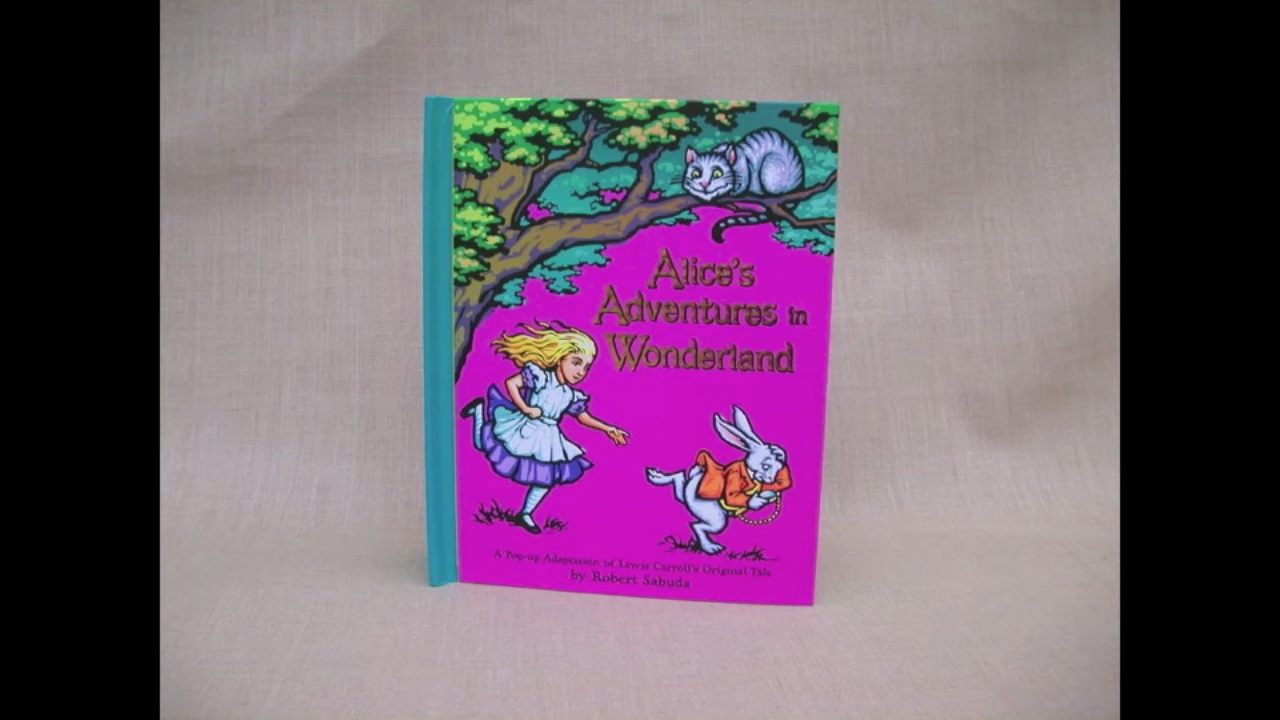 Alice's
Adventures in
Wonderland
A Pop-up Adaptation of Lewis Carroll's Original Tale
by Robert Sabuda